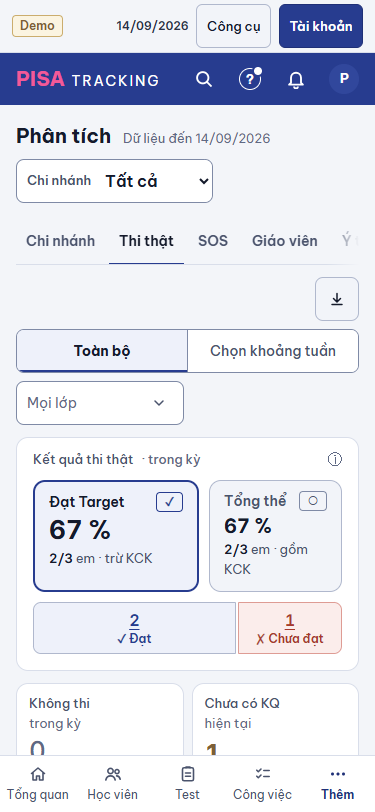 Demo
14/09/2026
Công cụ
Tài khoản
PISA TRACKING
?
P
Phân tích Dữ liệu đến 14/09/2026
Chi nhánh Tất cả
Chi nhánh Thi thật SOS Giáo viên Ý
Toàn bộ Chọn khoảng tuần
Mọi lớp
Kết quả thi thật · trong kỳ
Đạt Target ✓
67 %
2/3 em · trừ KCK
Tổng thể
67 %
2/3 em · gồm
KCK
2
✓ Đạt
1
✗ Chưa đạt
Không thi
trong kỳ
0
Chưa có KQ
hiện tại
1
Tổng quan Học viên Test Công việc Thêm